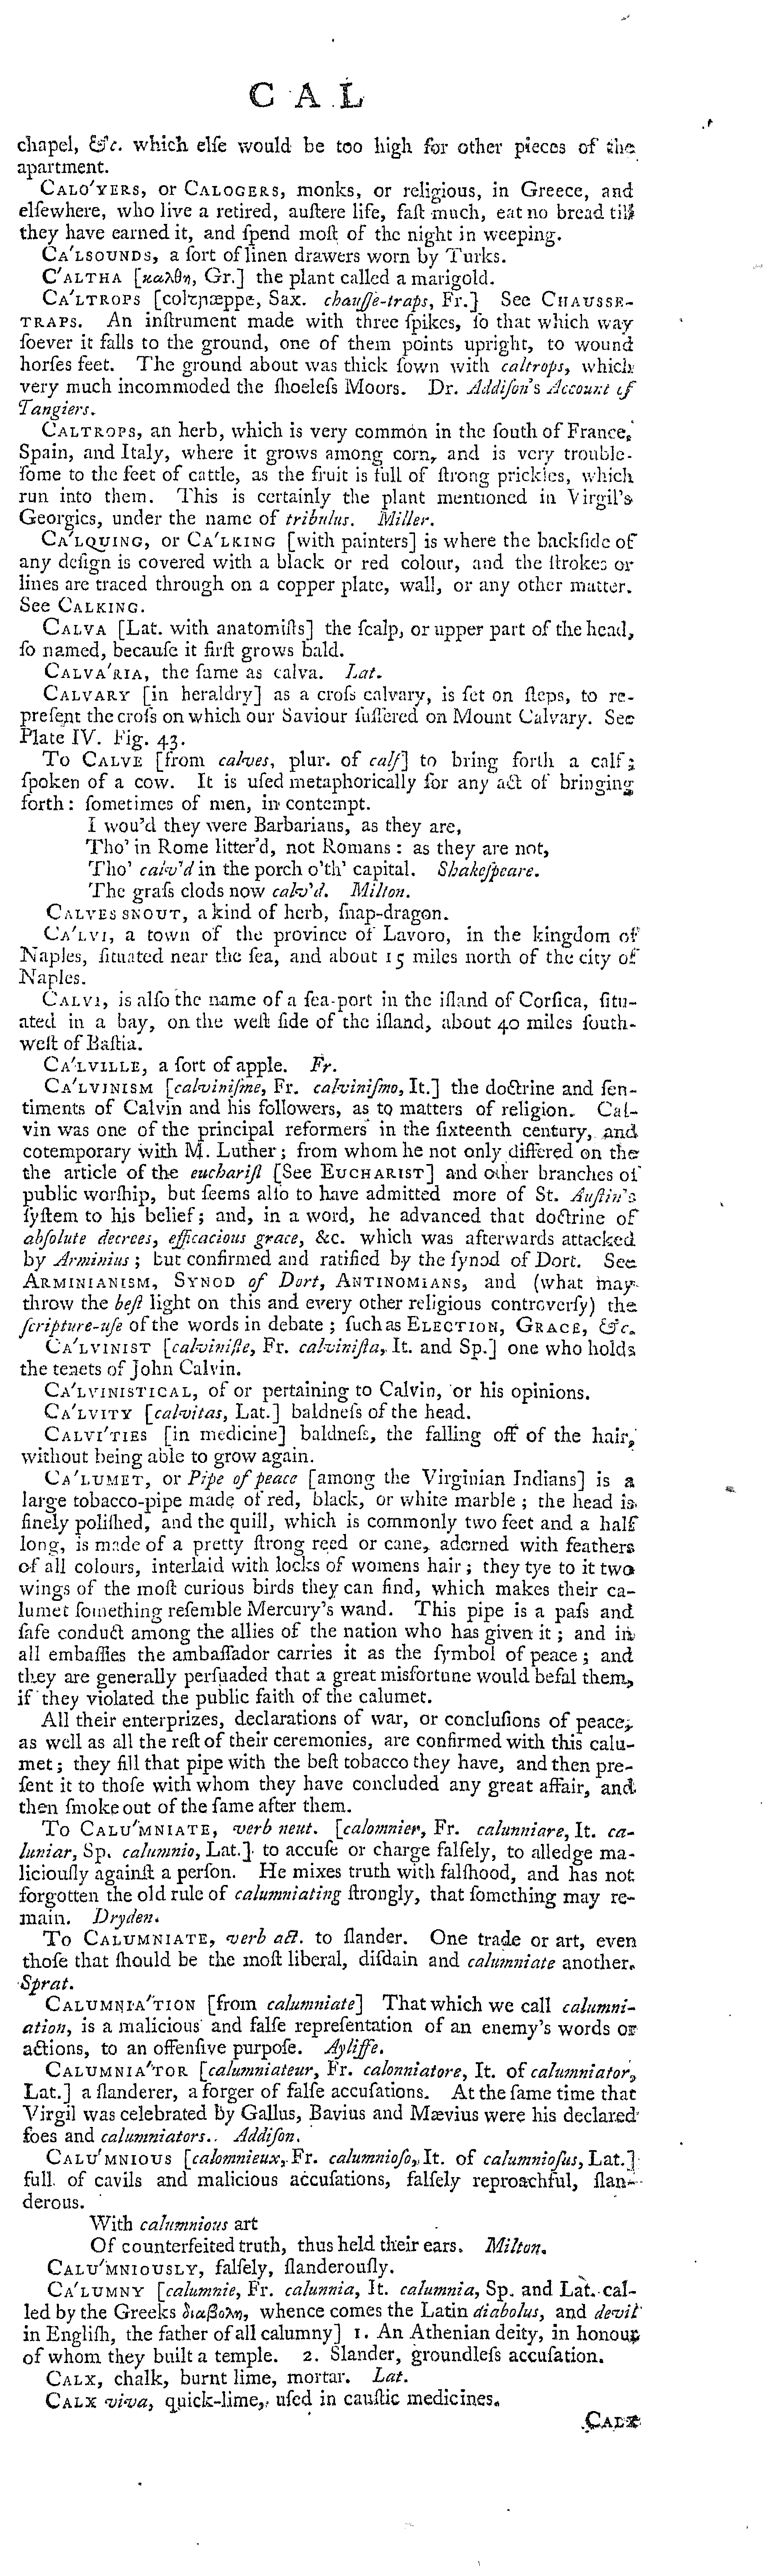 C A L
chapel, &c. which elſe would be too high for other pieces of the
apartment.
CALO'YERS, or CALOGERS, monks, or religious, in Greece, and
elſewhere, who live a retired, auſtere life, faſt much, eat no bread till
they have earned it, and ſpend moſt of the night in weeping.
CA'LSOUNDS, a ſort of linen drawers worn by Turks.
C'ALTHA [καλθη, Gr.] the plant called a marigold.
CA'LTROPS [colτꞃæppe, Sax. chauſſe-traps, Fr.] See CHAUSSE-
TRAPS. An inſtrument made with three ſpikes, ſo that which way
ſoever it falls to the ground, one of them points upright, to wound
horſes feet. The ground about was thick ſown with caltrops, which
very much incommoded the ſhoeleſs Moors. Dr. Addiſon's Account of
Tangiers.
CALTROPS, an herb, which is very common in the ſouth of France,
Spain, and Italy, where it grows among corn, and is very trouble-
ſome to the feet of cattle, as the fruit is full of ſtrong prickles, which
run into them. This is certainly the plant mentioned in Virgil's
Georgics, under the name of tribulus. Miller.
CA'LQUING, or CA'LKING [with painters] is where the backſide of
any deſign is covered with a black or red colour, and the ſtrokes or
lines are traced through on a copper plate, wall, or any other matter.
See CALKING.
CALVA [Lat. with anatomiſts] the ſcalp, or upper part of the head,
ſo named, becauſe it firſt grows bald.
CALVA'RIA, the ſame as calva. Lat.
CALVARY [in heraldry] as a croſs calvary, is ſet on ſteps, to re-
preſent the croſs on which our Saviour ſuffered on Mount Calvary. See
Plate IV. Fig. 43.
To CALVE [from calves, plur. of calf] to bring forth a calf;
ſpoken of a cow. It is uſed metaphorically for any act of bringing
forth: ſometimes of men, in contempt.
I wou'd they were Barbarians, as they are,
Tho' in Rome litter'd, not Romans: as they are not,
Tho' calv'd in the porch o'th' capital. Shakeſpeare.
The graſs clods now calv'd. Milton.
CALVES SNOUT, a kind of herb, ſnap-dragon.
CA'LVI, a town of the province of Lavoro, in the kingdom of
Naples, ſituated near the ſea, and about 15 miles north of the city of
Naples.
CALVI, is alſo the name of a ſea-port in the iſland of Corſica, ſitu-
ated in a bay, on the weſt ſide of the iſland, about 40 miles ſouth-
weſt of Baſtia.
CA'LVILLE, a ſort of apple. Fr.
CA'LVINISM [calviniſme, Fr. calviniſmo, It.] the doctrine and ſen-
timents of Calvin and his followers, as to matters of religion. Cal-
vin was one of the principal reformers in the ſixteenth century, and
cotemporary with M. Luther; from whom he not only differed on the
the article of the euchariſt [See EUCHARIST] and other branches of
public worſhip, but ſeems alſo to have admitted more of St. Auſtin's
ſyſtem to his belief; and, in a word, he advanced that doctrine of
abſolute decrees, efficacious grace, &c. which was afterwards attacked
by Arminius; but confirmed and ratified by the ſynod of Dort. See
ARMINIANISM, SYNOD of Dort, ANTINOMIANS, and (what may
throw the beſt light on this and every other religious controverſy) the
ſcripture-uſe of the words in debate; ſuch as ELECTION, GRACE, &c.
CA'LVINIST [calviniſte, Fr. calviniſta, It. and Sp.] one who holds
the tenets of John Calvin.
CA'LVINISTICAL, of or pertaining to Calvin, or his opinions.
CA'LVITY [calvitas, Lat.] baldneſs of the head.
CALVI'TIES [in medicine] baldneſs, the falling off of the hair,
without being able to grow again.
CA'LUMET, or Pipe of peace [among the Virginian Indians] is a
large tobacco-pipe made of red, black, or white marble; the head is
finely poliſhed, and the quill, which is commonly two feet and a half
long, is made of a pretty ſtrong reed or cane, adorned with feathers
of all colours, interlaid with locks of womens hair; they tye to it two
wings of the moſt curious birds they can find, which makes their ca-
lumet ſomething reſemble Mercury's wand. This pipe is a paſs and
ſafe conduct among the allies of the nation who has given it; and in
all embaſſies the ambaſſador carries it as the ſymbol of peace; and
they are generally perſuaded that a great misfortune would befal them,
if they violated the public faith of the calumet.
All their enterprizes, declarations of war, or concluſions of peace,
as well as all the reſt of their ceremonies, are confirmed with this calu-
met; they fill that pipe with the beſt tobacco they have, and then pre-
ſent it to thoſe with whom they have concluded any great affair, and
then ſmoke out of the ſame after them.
To CALU'MNIATE, verb neut. [calomnier, Fr. calunniare, It. ca-
luniar, Sp. calumnio, Lat.] to accuſe or charge falſely, to alledge ma-
liciouſly againſt a perſon. He mixes truth with falſhood, and has not
forgotten the old rule of calumniating ſtrongly, that ſomething may re-
main. Dryden.
To CALUMNIATE, verb act. to ſlander. One trade or art, even
thoſe that ſhould be the moſt liberal, diſdain and calumniate another.
Sprat.
CALUMNIA'TION [from calumniate] That which we call calumni-
ation, is a malicious and falſe repreſentation of an enemy's words or
actions, to an offenſive purpoſe. Ayliffe.
CALUMNIA'TOR [calumniateur, Fr. calonniatore, It. of calumniator,
Lat.] a ſlanderer, a forger of falſe accuſations. At the ſame time that
Virgil was celebrated by Gallus, Bavius and Mævius were his declared
foes and calumniators. Addiſon.
CALU'MNIOUS [calomnieux, Fr. calumnioſo, It. of calumnioſus, Lat.]
full of cavils and malicious accuſations, falſely reproachful, ſlan-
derous.
With calumnious art
Of counterfeited truth, thus held their ears. Milton.
CALU'MNIOUSLY, falſely, ſlanderouſly.
CA'LUMNY [calumnie, Fr. calunnia, It. calumnia, Sp. and Lat. cal-
led by the Greeks διαβολη, whence comes the Latin diabolus, and devil
in Engliſh, the father of all calumny] 1. An Athenian deity, in honour
of whom they built a temple. 2. Slander, groundleſs accuſation.
CALX, chalk, burnt lime, mortar. Lat.
CALX viva, quick-lime, uſed in cauſtic medicines.
CALX